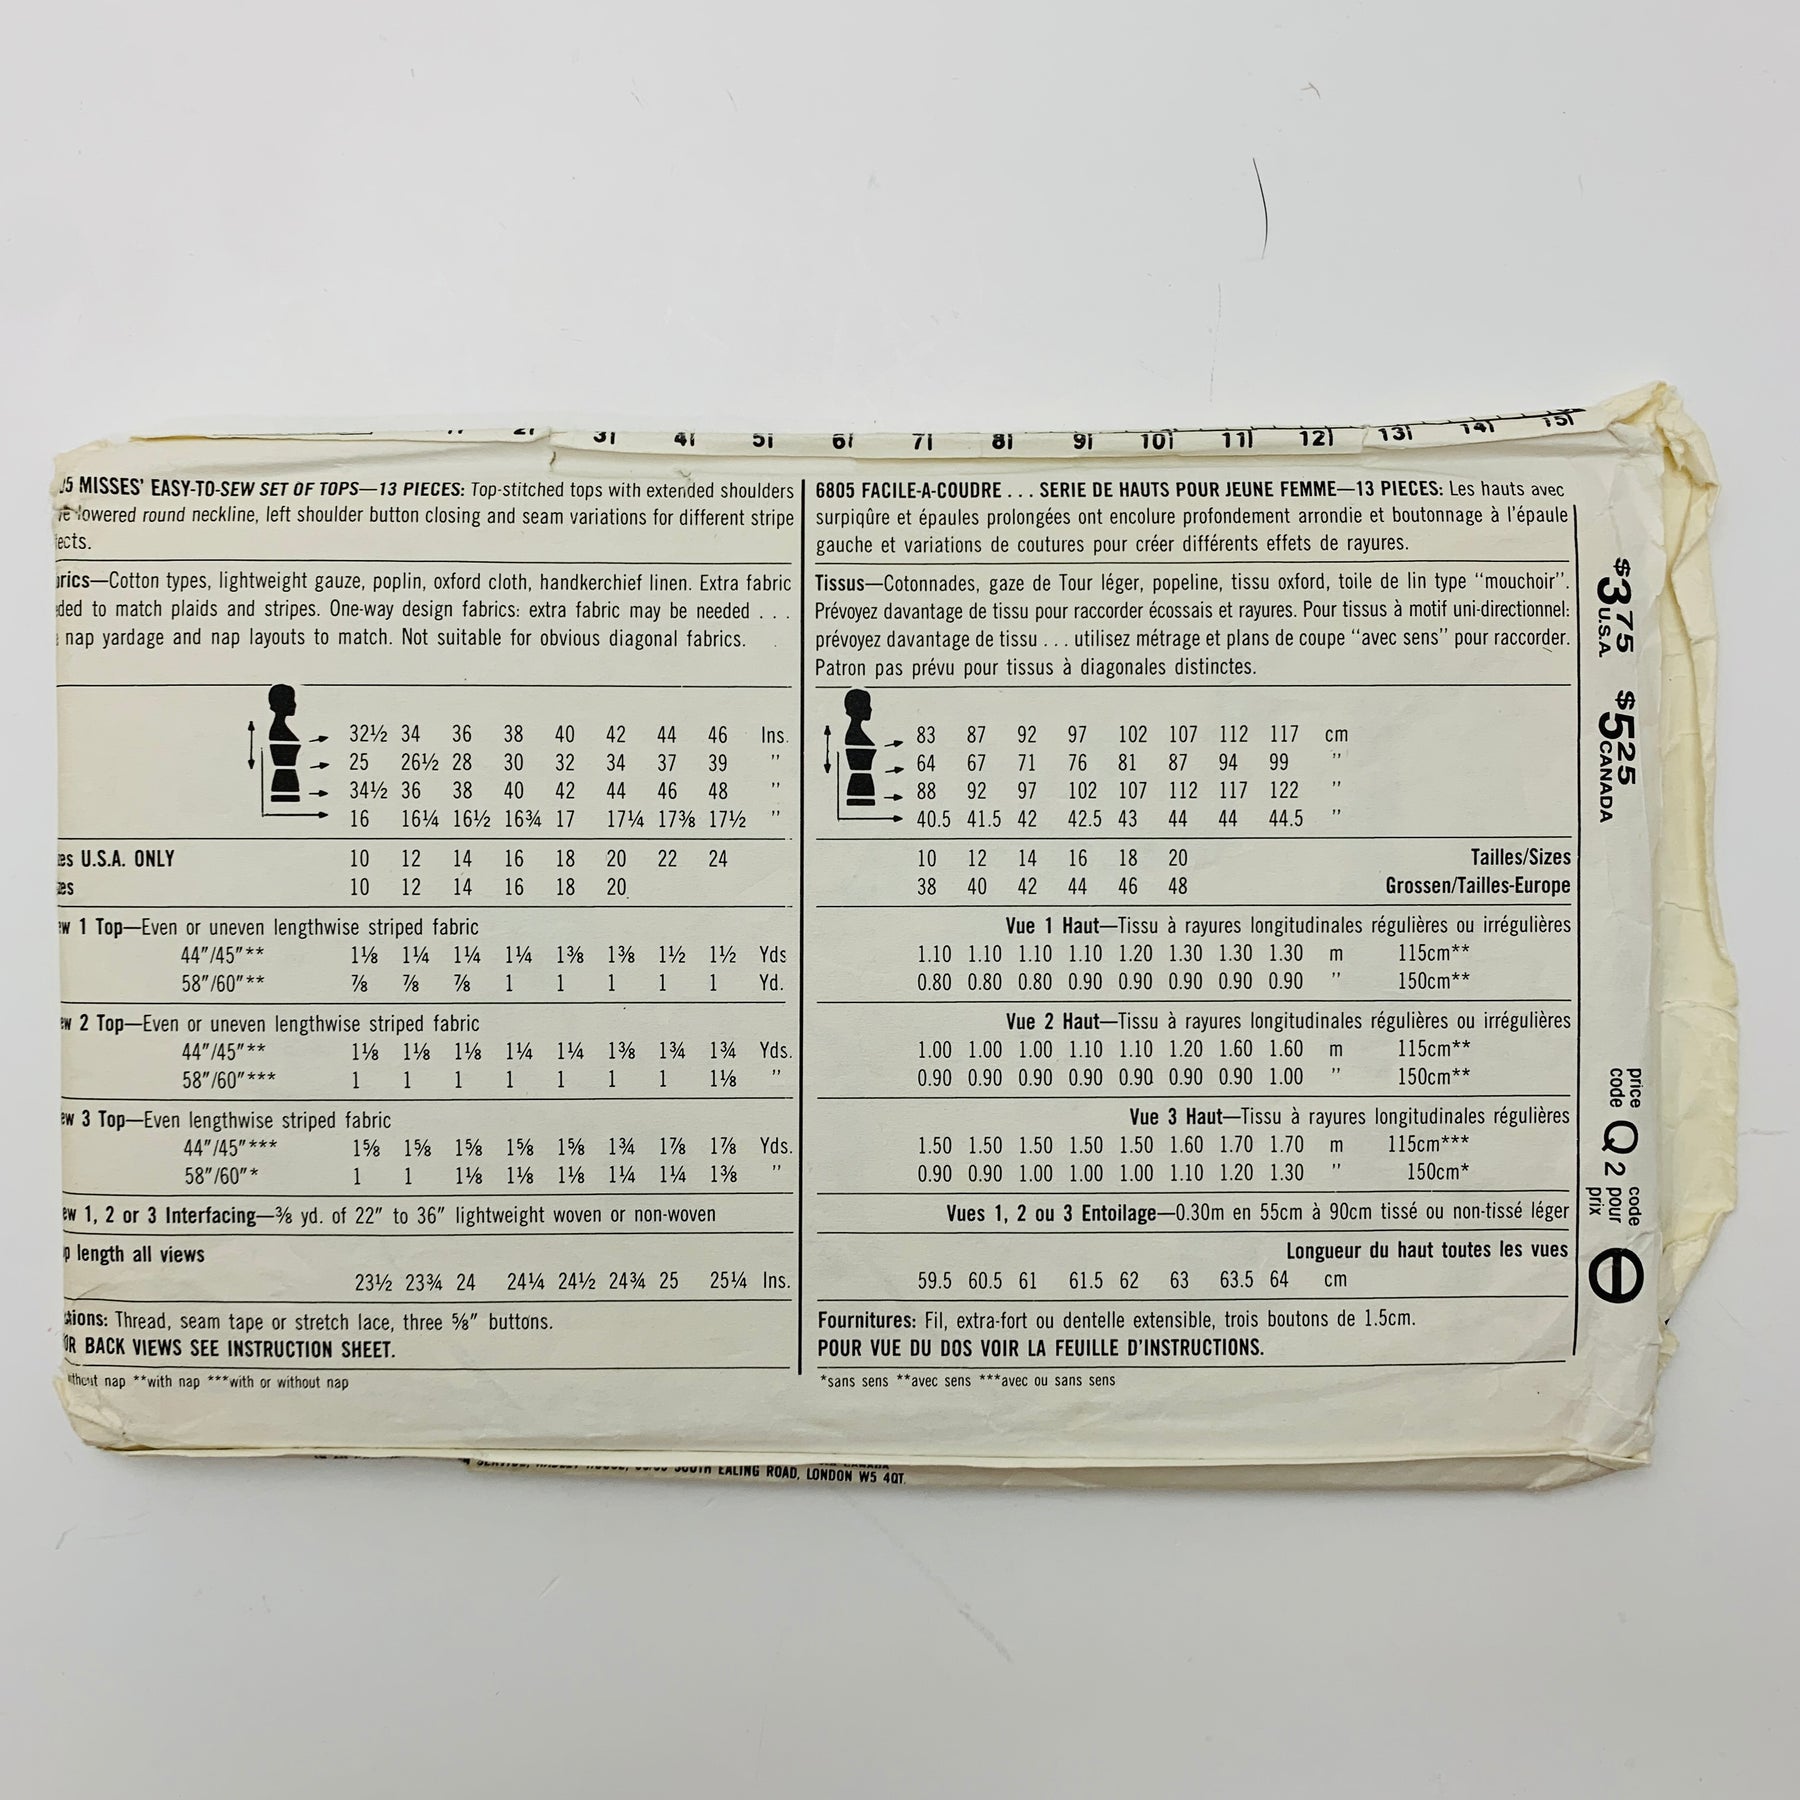 31 41 51 61 71 81 91 101 111 121 131 141 151
MISSES' EASY-TO-SEW SET OF TOPS—13 PIECES: Top-stitched tops with extended shoulders
lowered round neckline, left shoulder button closing and seam variations for different stripe
Cotton types, lightweight gauze, poplin, oxford cloth, handkerchief linen. Extra fabric
to match plaids and stripes. One-way design fabrics: extra fabric may be needed . . .
nap yardage and nap layouts to match. Not suitable for obvious diagonal fabrics.
32½ 34 36 38 40 42 44 46 Ins.
25 26½ 28 30 32 34 37 39 "
34½ 36 38 40 42 44 46 48 "
16 16¼ 16½ 16¾ 17 17¼ 17⅜ 17½ "
U.S.A. ONLY 10 12 14 16 18 20 22 24
10 12 14 16 18 20
1 Top—Even or uneven lengthwise striped fabric
44"/45"** 1⅛ 1¼ 1¼ 1¼ 1⅜ 1⅜ 1½ 1½ Yds
58"/60"** ⅞ ⅞ ⅞ 1 1 1 1 1 Yd.
2 Top—Even or uneven lengthwise striped fabric
44"/45"** 1⅛ 1⅛ 1⅛ 1¼ 1¼ 1⅜ 1¾ 1¾ Yds.
58"/60"*** 1 1 1 1 1 1 1 1⅛ "
3 Top—Even lengthwise striped fabric
44"/45"*** 1⅝ 1⅝ 1⅝ 1⅝ 1⅝ 1¾ 1⅞ 1⅞ Yds.
58"/60"* 1 1 1⅛ 1⅛ 1⅛ 1¼ 1¼ 1⅜ "
1, 2 or 3 Interfacing—⅜ yd. of 22" to 36" lightweight woven or non-woven
length all views
23½ 23¾ 24 24¼ 24½ 24¾ 25 25¼ Ins.
Thread, seam tape or stretch lace, three ⅝" buttons.
BACK VIEWS SEE INSTRUCTION SHEET.
nap **with nap ***with or without nap
6805 FACILE-A-COUDRE . . . SERIE DE HAUTS POUR JEUNE FEMME—13 PIECES: Les hauts avec
surpiqûre et épaules prolongées ont encolure profondement arrondie et boutonnage à l'épaule
gauche et variations de coutures pour créer différents effets de rayures.
Tissus—Cotonnades, gaze de Tour léger, popeline, tissu oxford, toile de lin type "mouchoir".
Prévoyez davantage de tissu pour raccorder écossais et rayures. Pour tissus à motif uni-directionnel:
prévoyez davantage de tissu . . . utilisez métrage et plans de coupe "avec sens" pour raccorder.
Patron pas prévu pour tissus à diagonales distinctes.
83 87 92 97 102 107 112 117 cm
64 67 71 76 81 87 94 99 "
88 92 97 102 107 112 117 122 "
40.5 41.5 42 42.5 43 44 44 44.5 "
10 12 14 16 18 20 Tailles/Sizes
38 40 42 44 46 48 Grossen/Tailles-Europe
Vue 1 Haut—Tissu à rayures longitudinales régulières ou irrégulières
1.10 1.10 1.10 1.10 1.20 1.30 1.30 1.30 m 115cm**
0.80 0.80 0.80 0.90 0.90 0.90 0.90 0.90 " 150cm**
Vue 2 Haut—Tissu à rayures longitudinales régulières ou irrégulières
1.00 1.00 1.00 1.10 1.10 1.20 1.60 1.60 m 115cm**
0.90 0.90 0.90 0.90 0.90 0.90 0.90 1.00 " 150cm**
Vue 3 Haut—Tissu à rayures longitudinales régulières
1.50 1.50 1.50 1.50 1.50 1.60 1.70 1.70 m 115cm***
0.90 0.90 1.00 1.00 1.00 1.10 1.20 1.30 " 150cm*
Vues 1, 2 ou 3 Entoilage—0.30m en 55cm à 90cm tissé ou non-tissé léger
Longueur du haut toutes les vues
59.5 60.5 61 61.5 62 63 63.5 64 cm
Fournitures: Fil, extra-fort ou dentelle extensible, trois boutons de 1.5cm.
POUR VUE DU DOS VOIR LA FEUILLE D'INSTRUCTIONS.
*sans sens **avec sens ***avec ou sans sens
$3.75 U.S.A. $5.25 CANADA
price code Q 2 code pour prix
SOUTH EALING ROAD, LONDON W5 4QT.